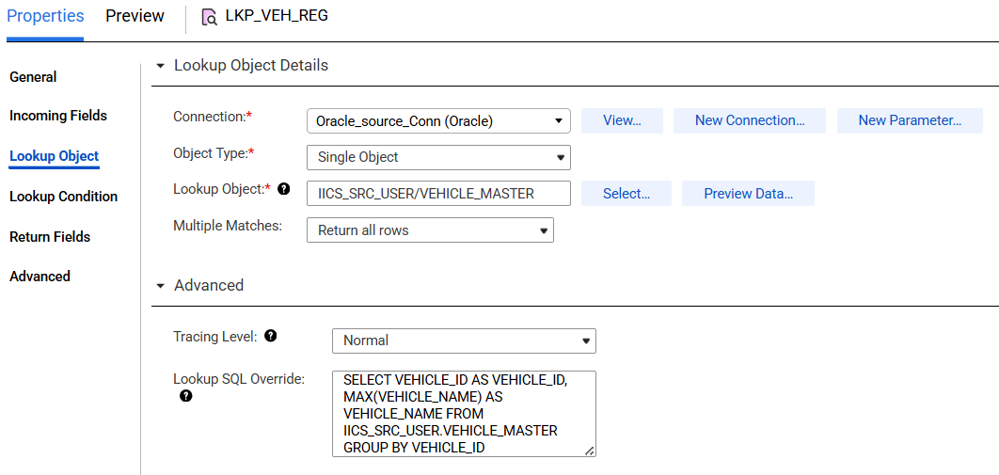 Properties Preview LKP_VEH_REG
General
Incoming Fields
Lookup Object
Lookup Condition
Return Fields
Advanced
Lookup Object Details
Connection:* Oracle_source_Conn (Oracle) View... New Connection... New Parameter...
Object Type:* Single Object
Lookup Object:* ? IICS_SRC_USER/VEHICLE_MASTER Select... Preview Data...
Multiple Matches: Return all rows
Advanced
Tracing Level: ? Normal
Lookup SQL Override: ?
SELECT VEHICLE_ID AS VEHICLE_ID,
MAX(VEHICLE_NAME) AS
VEHICLE_NAME FROM
IICS_SRC_USER.VEHICLE_MASTER
GROUP BY VEHICLE_ID